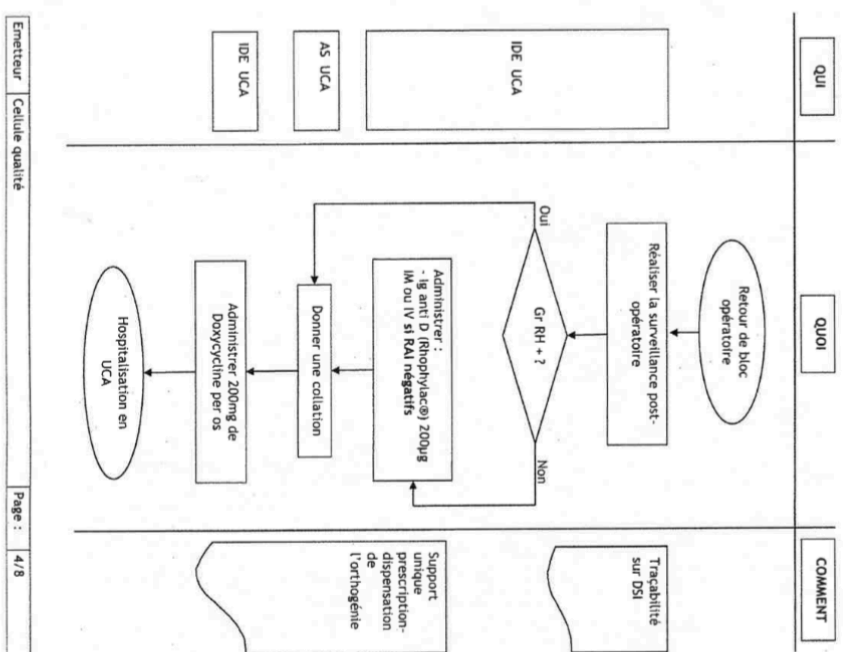 QUI
QUOI
COMMENT
IDE UCA
AS UCA
IDE UCA
Retour de bloc
opératoire
Réaliser la surveillance post-
opératoire
Gr RH + ?
Oui
Non
Administrer :
- Ig anti D (Rhophylac®) 200µg
IM ou IV si RAI négatifs
Donner une collation
Administrer 200mg de
Doxycycline per os
Hospitalisation en
UCA
Traçabilité
sur DSI
Support
unique
prescription-
dispensation
de
l'orthogénie
Emetteur
Cellule qualité
Page :
4/8